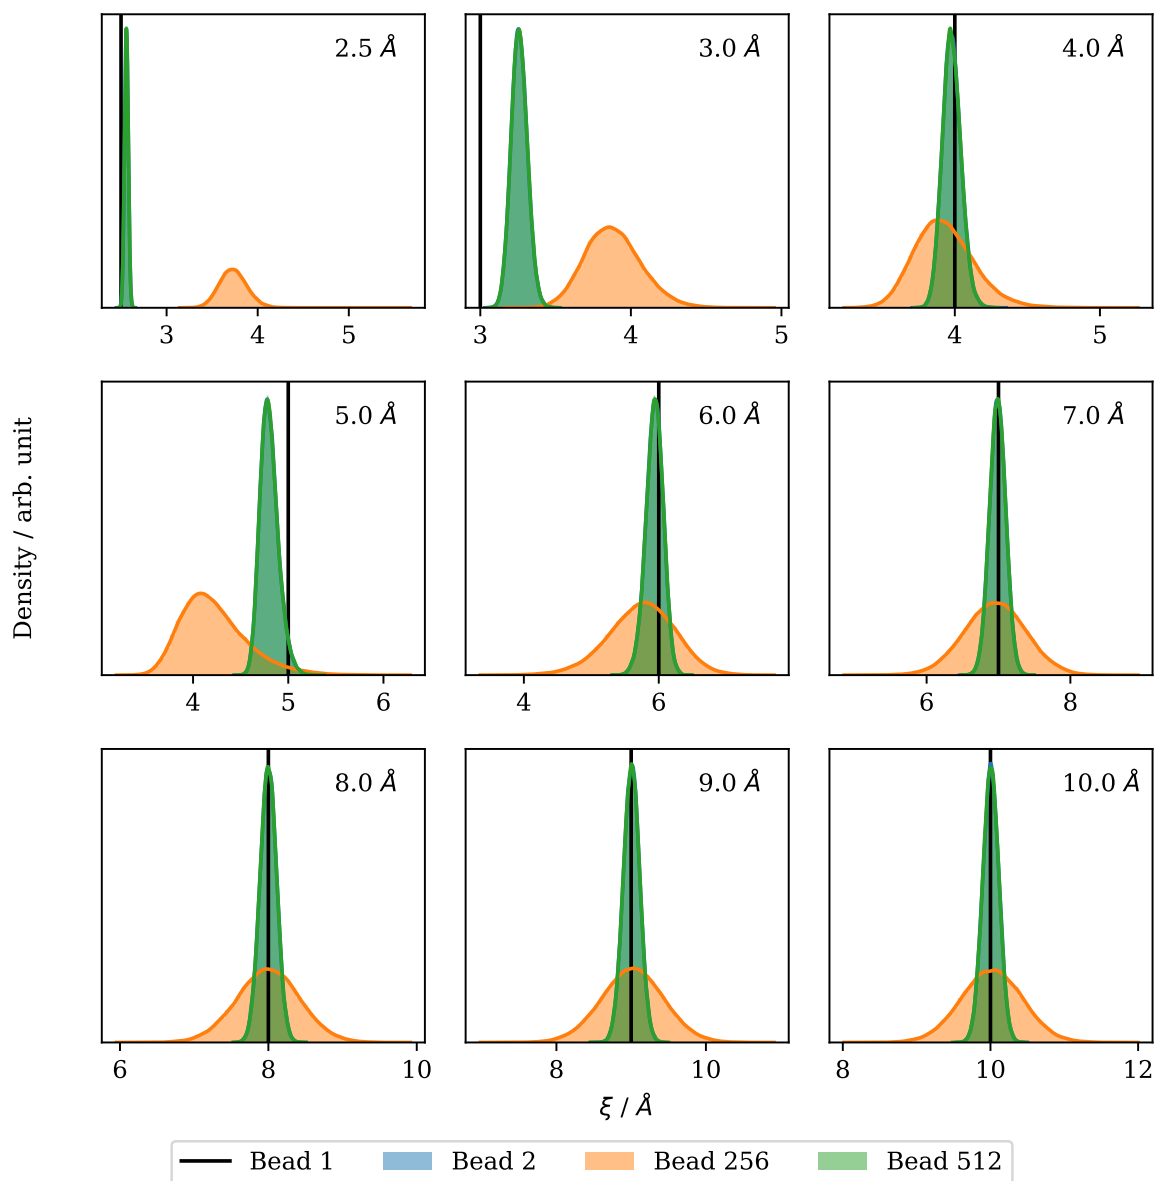 2.5 Å
3.0 Å
4.0 Å
3 4 5
3 4 5
4 5
5.0 Å
6.0 Å
7.0 Å
4 5 6
4 6
6 8
8.0 Å
9.0 Å
10.0 Å
6 8 10
8 10
8 10 12
Density / arb. unit
ξ / Å
Bead 1 Bead 2 Bead 256 Bead 512